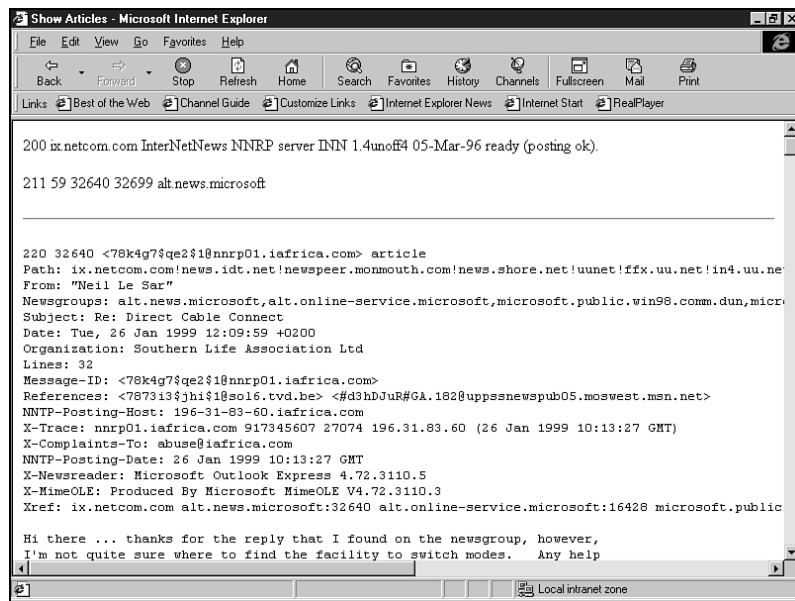 Show Articles - Microsoft Internet Explorer
File Edit View Go Favorites Help
Back Forward Stop Refresh Home Search Favorites History Channels Fullscreen Mail Print
Links Best of the Web Channel Guide Customize Links Internet Explorer News Internet Start RealPlayer
200 ix.netcom.com InterNetNews NNRP server INN 1.4unoff4 05-Mar-96 ready (posting ok).
211 59 32640 32699 alt.news.microsoft
220 32640 <78k4g7$qe2$1@nnrp01.iafrica.com> article
Path: ix.netcom.com!news.idt.net!newspeer.monmouth.com!news.shore.net!uunet!ffx.uu.net!in4.uu.ne
From: "Neil Le Sar"
Newsgroups: alt.news.microsoft,alt.online-service.microsoft,microsoft.public.win98.comm.dun,micr
Subject: Re: Direct Cable Connect
Date: Tue, 26 Jan 1999 12:09:59 +0200
Organization: Southern Life Association Ltd
Lines: 32
Message-ID: <78k4g7$qe2$1@nnrp01.iafrica.com>
References: <7873i3$jhi$1@sol6.tvd.be> <#d3hDJuR#GA.182@uppssnewspub05.moswest.msn.net>
NNTP-Posting-Host: 196-31-83-60.iafrica.com
X-Trace: nnrp01.iafrica.com 917345607 27074 196.31.83.60 (26 Jan 1999 10:13:27 GMT)
X-Complaints-To: abuse@iafrica.com
NNTP-Posting-Date: 26 Jan 1999 10:13:27 GMT
X-Newsreader: Microsoft Outlook Express 4.72.3110.5
X-MimeOLE: Produced By Microsoft MimeOLE V4.72.3110.3
Xref: ix.netcom.com alt.news.microsoft:32640 alt.online-service.microsoft:16428 microsoft.public
Hi there ... thanks for the reply that I found on the newsgroup, however,
I'm not quite sure where to find the facility to switch modes. Any help
Local intranet zone